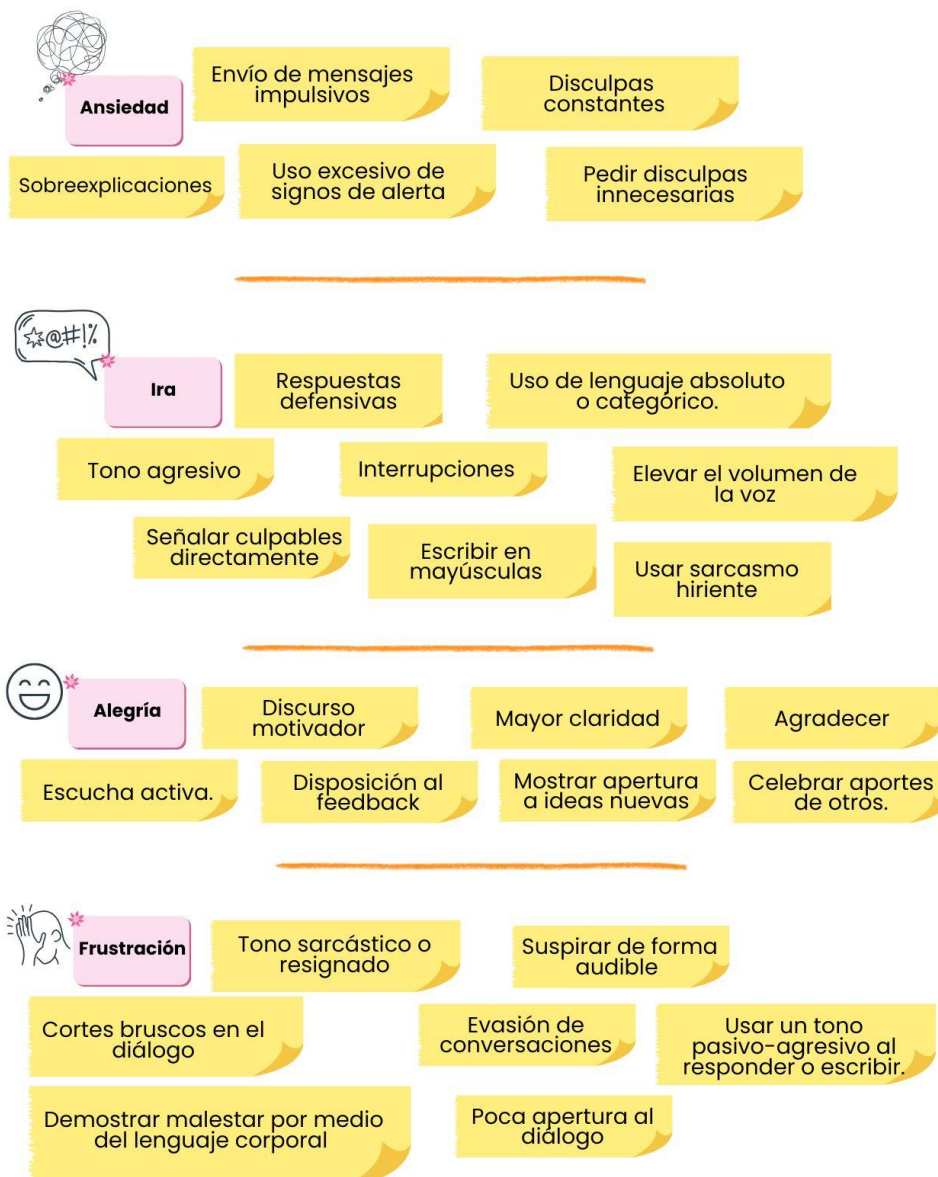 Ansiedad
Envío de mensajes
impulsivos
Disculpas
constantes
Sobreexplicaciones
Uso excesivo de
signos de alerta
Pedir disculpas
innecesarias
*@#!%
Ira
Respuestas
defensivas
Uso de lenguaje absoluto
o categórico.
Tono agresivo
Interrupciones
Elevar el volumen de
la voz
Señalar culpables
directamente
Escribir en
mayúsculas
Usar sarcasmo
hiriente
Alegría
Discurso
motivador
Mayor claridad
Agradecer
Escucha activa.
Disposición al
feedback
Mostrar apertura
a ideas nuevas
Celebrar aportes
de otros.
Frustración
Tono sarcástico o
resignado
Suspirar de forma
audible
Cortes bruscos en el
diálogo
Evasión de
conversaciones
Usar un tono
pasivo-agresivo al
responder o escribir.
Demostrar malestar por medio
del lenguaje corporal
Poca apertura al
diálogo